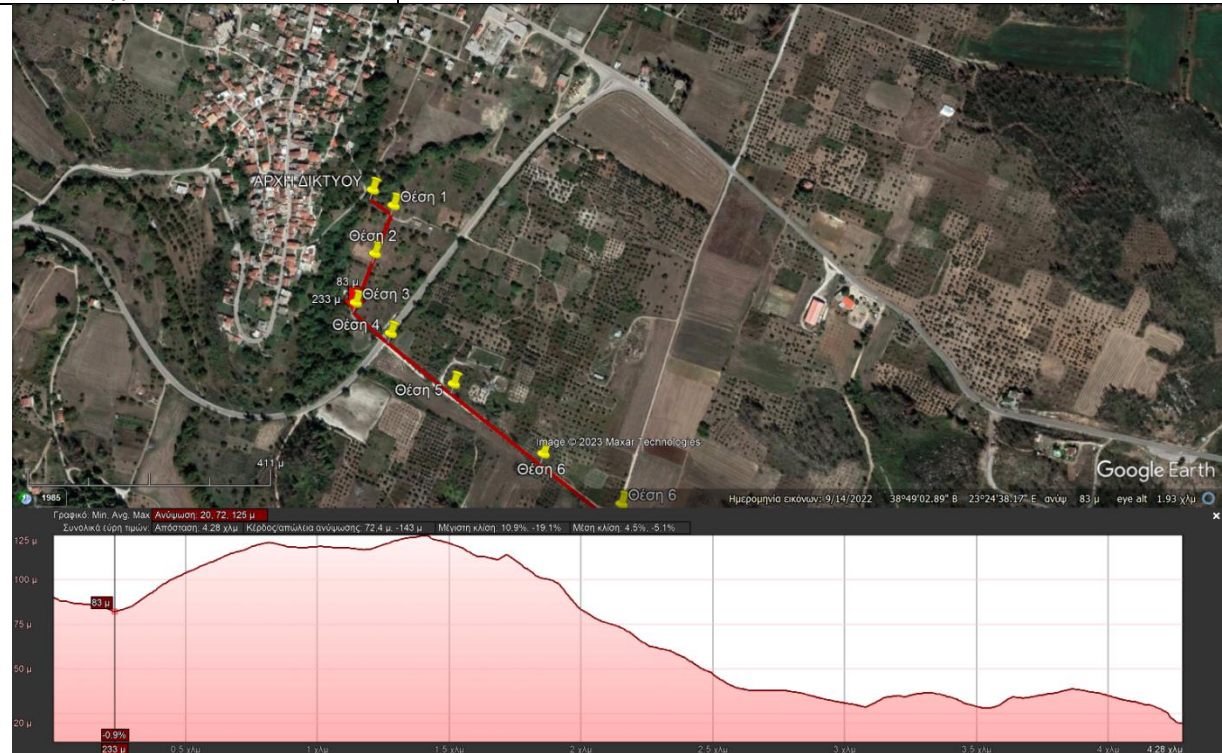 ΑΡΧΗ ΔΙΚΤΥΟΥ
Θέση 1
Θέση 2
83 μ
233 μ
Θέση 3
Θέση 4
Θέση 5
Image © 2023 Maxar Technologies
Θέση 6
Θέση 6
411 μ
Google Earth
1985
Ημερομηνία εικόνων: 9/14/2022 38°49'02.89" Β 23°24'38.17" Ε ανύψ 83 μ eye alt 1.93 χλμ
Γραφικό: Min, Avg, Max Ανύψωση: 20, 72, 125 μ
Συνολικά εύρη τιμών: Απόσταση: 4.28 χλμ Κέρδος/απώλεια ανύψωσης: 72.4 μ, -143 μ Μέγιστη κλίση: 10.9%, -19.1% Μέση κλίση: 4.5%, -5.1%
125 μ
100 μ
83 μ
75 μ
50 μ
20 μ
-0.9%
233 μ 0.5 χλμ 1 χλμ 1.5 χλμ 2 χλμ 2.5 χλμ 3 χλμ 3.5 χλμ 4 χλμ 4.28 χλμ